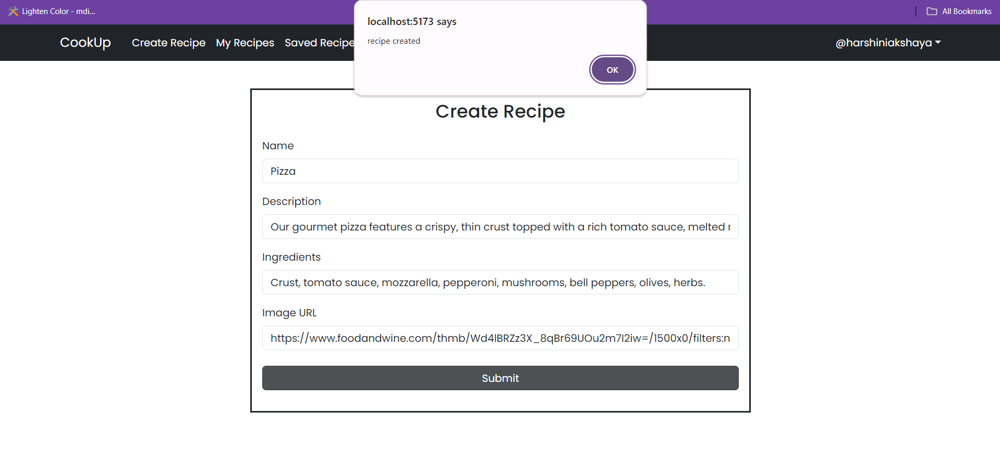 Lighten Color - mdi...
All Bookmarks
localhost:5173 says
recipe created
OK
CookUp Create Recipe My Recipes Saved Recipe @harshiniakshaya
Create Recipe
Name
Pizza
Description
Our gourmet pizza features a crispy, thin crust topped with a rich tomato sauce, melted
Ingredients
Crust, tomato sauce, mozzarella, pepperoni, mushrooms, bell peppers, olives, herbs.
Image URL
https://www.foodandwine.com/thmb/Wd4lBRZz3X_8qBr69UOu2m7I2iw=/1500x0/filters:n
Submit